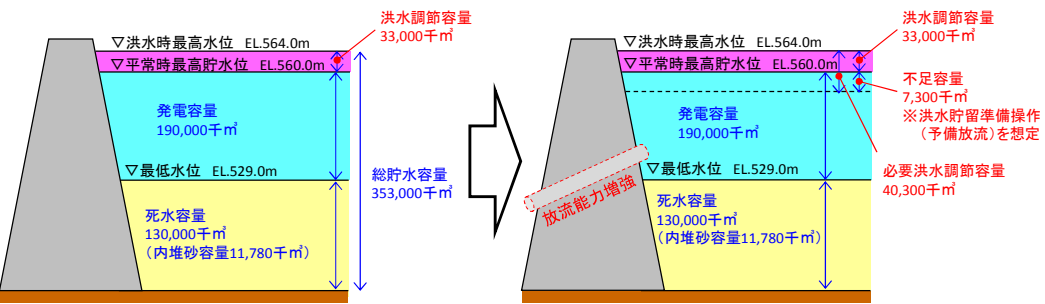 洪水調節容量
33,000千㎥
▽洪水時最高水位 EL.564.0m
▽平常時最高貯水位 EL.560.0m
発電容量
190,000千㎥
▽最低水位 EL.529.0m
総貯水容量
353,000千㎥
死水容量
130,000千㎥
（内堆砂容量11,780千㎥）
洪水調節容量
33,000千㎥
▽洪水時最高水位 EL.564.0m
▽平常時最高貯水位 EL.560.0m
不足容量
7,300千㎥
※洪水貯留準備操作
（予備放流）を想定
発電容量
190,000千㎥
▽最低水位 EL.529.0m
必要洪水調節容量
40,300千㎥
放流能力増強
死水容量
130,000千㎥
（内堆砂容量11,780千㎥）